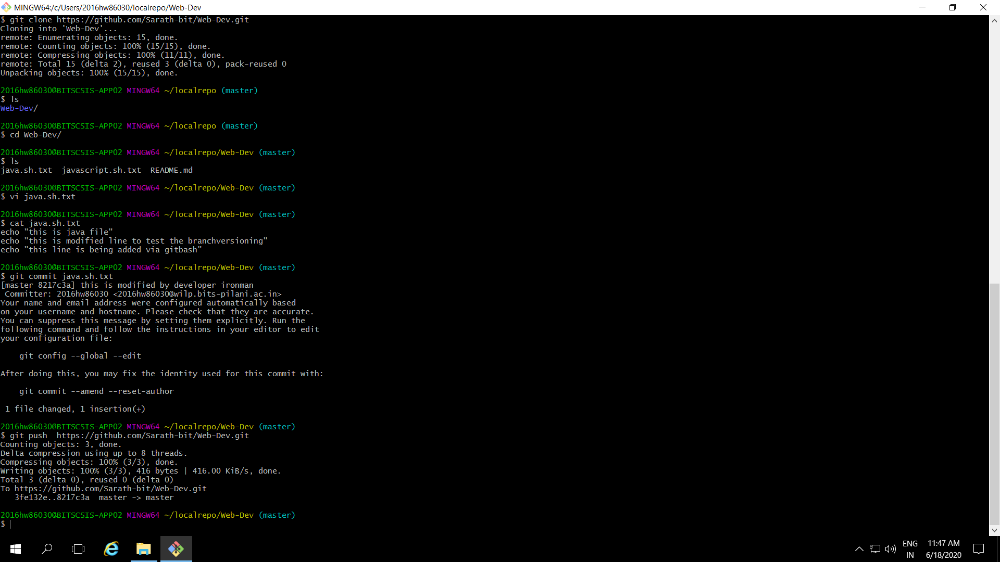 MINGW64:/c/Users/2016hw86030/localrepo/Web-Dev
$ git clone https://github.com/Sarath-bit/Web-Dev.git
Cloning into 'Web-Dev'...
remote: Enumerating objects: 15, done.
remote: Counting objects: 100% (15/15), done.
remote: Compressing objects: 100% (11/11), done.
remote: Total 15 (delta 2), reused 3 (delta 0), pack-reused 0
Unpacking objects: 100% (15/15), done.
2016hw86030@BITSCSIS-APP02 MINGW64 ~/localrepo (master)
$ ls
Web-Dev/
2016hw86030@BITSCSIS-APP02 MINGW64 ~/localrepo (master)
$ cd Web-Dev/
2016hw86030@BITSCSIS-APP02 MINGW64 ~/localrepo/Web-Dev (master)
$ ls
java.sh.txt  javascript.sh.txt  README.md
2016hw86030@BITSCSIS-APP02 MINGW64 ~/localrepo/Web-Dev (master)
$ vi java.sh.txt
2016hw86030@BITSCSIS-APP02 MINGW64 ~/localrepo/Web-Dev (master)
$ cat java.sh.txt
echo "this is java file"
echo "this is modified line to test the branchversioning"
echo "this line is being added via gitbash"
2016hw86030@BITSCSIS-APP02 MINGW64 ~/localrepo/Web-Dev (master)
$ git commit java.sh.txt
[master 8217c3a] this is modified by developer ironman
Committer: 2016hw86030 <2016hw86030@wilp.bits-pilani.ac.in>
Your name and email address were configured automatically based
on your username and hostname. Please check that they are accurate.
You can suppress this message by setting them explicitly. Run the
following command and follow the instructions in your editor to edit
your configuration file:
git config --global --edit
After doing this, you may fix the identity used for this commit with:
git commit --amend --reset-author
1 file changed, 1 insertion(+)
2016hw86030@BITSCSIS-APP02 MINGW64 ~/localrepo/Web-Dev (master)
$ git push  https://github.com/Sarath-bit/Web-Dev.git
Counting objects: 3, done.
Delta compression using up to 8 threads.
Compressing objects: 100% (3/3), done.
Writing objects: 100% (3/3), 416 bytes | 416.00 KiB/s, done.
Total 3 (delta 0), reused 0 (delta 0)
To https://github.com/Sarath-bit/Web-Dev.git
3fe132e..8217c3a  master -> master
2016hw86030@BITSCSIS-APP02 MINGW64 ~/localrepo/Web-Dev (master)
$
ENG
IN
11:47 AM
6/18/2020